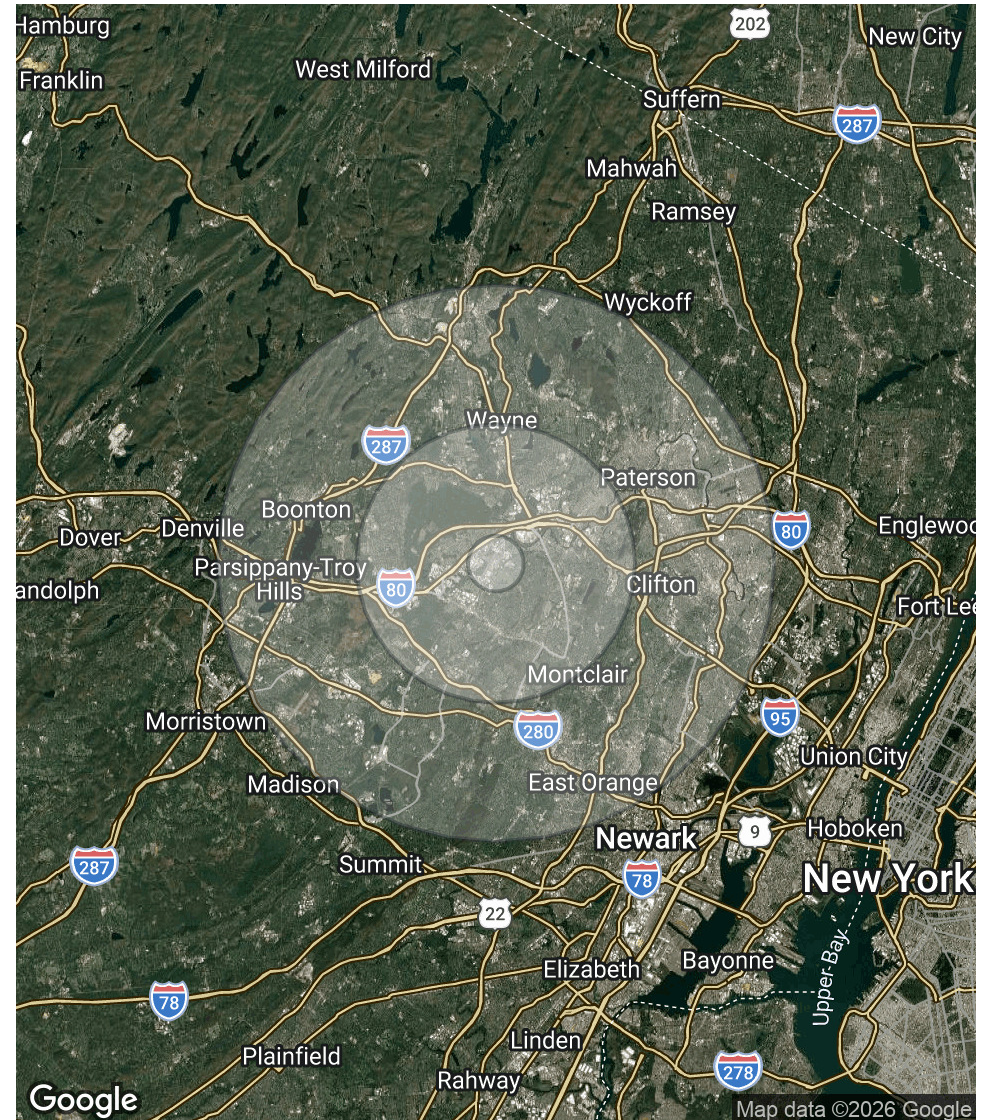 Hamburg
202
New City
Franklin
West Milford
Suffern
287
Mahwah
Ramsey
Wyckoff
Wayne
287
Paterson
Boonton
Denville
Dover
80
Englewoo
Parsippany-Troy
Hills
80
Clifton
andolph
Fort Lee
Montclair
Morristown
280
95
Union City
Madison
East Orange
Newark
9
Hoboken
287
Summit
78
New York
22
Elizabeth
Bayonne
Upper Bay
78
Linden
Plainfield
Rahway
278
Google
Map data ©2026 Google